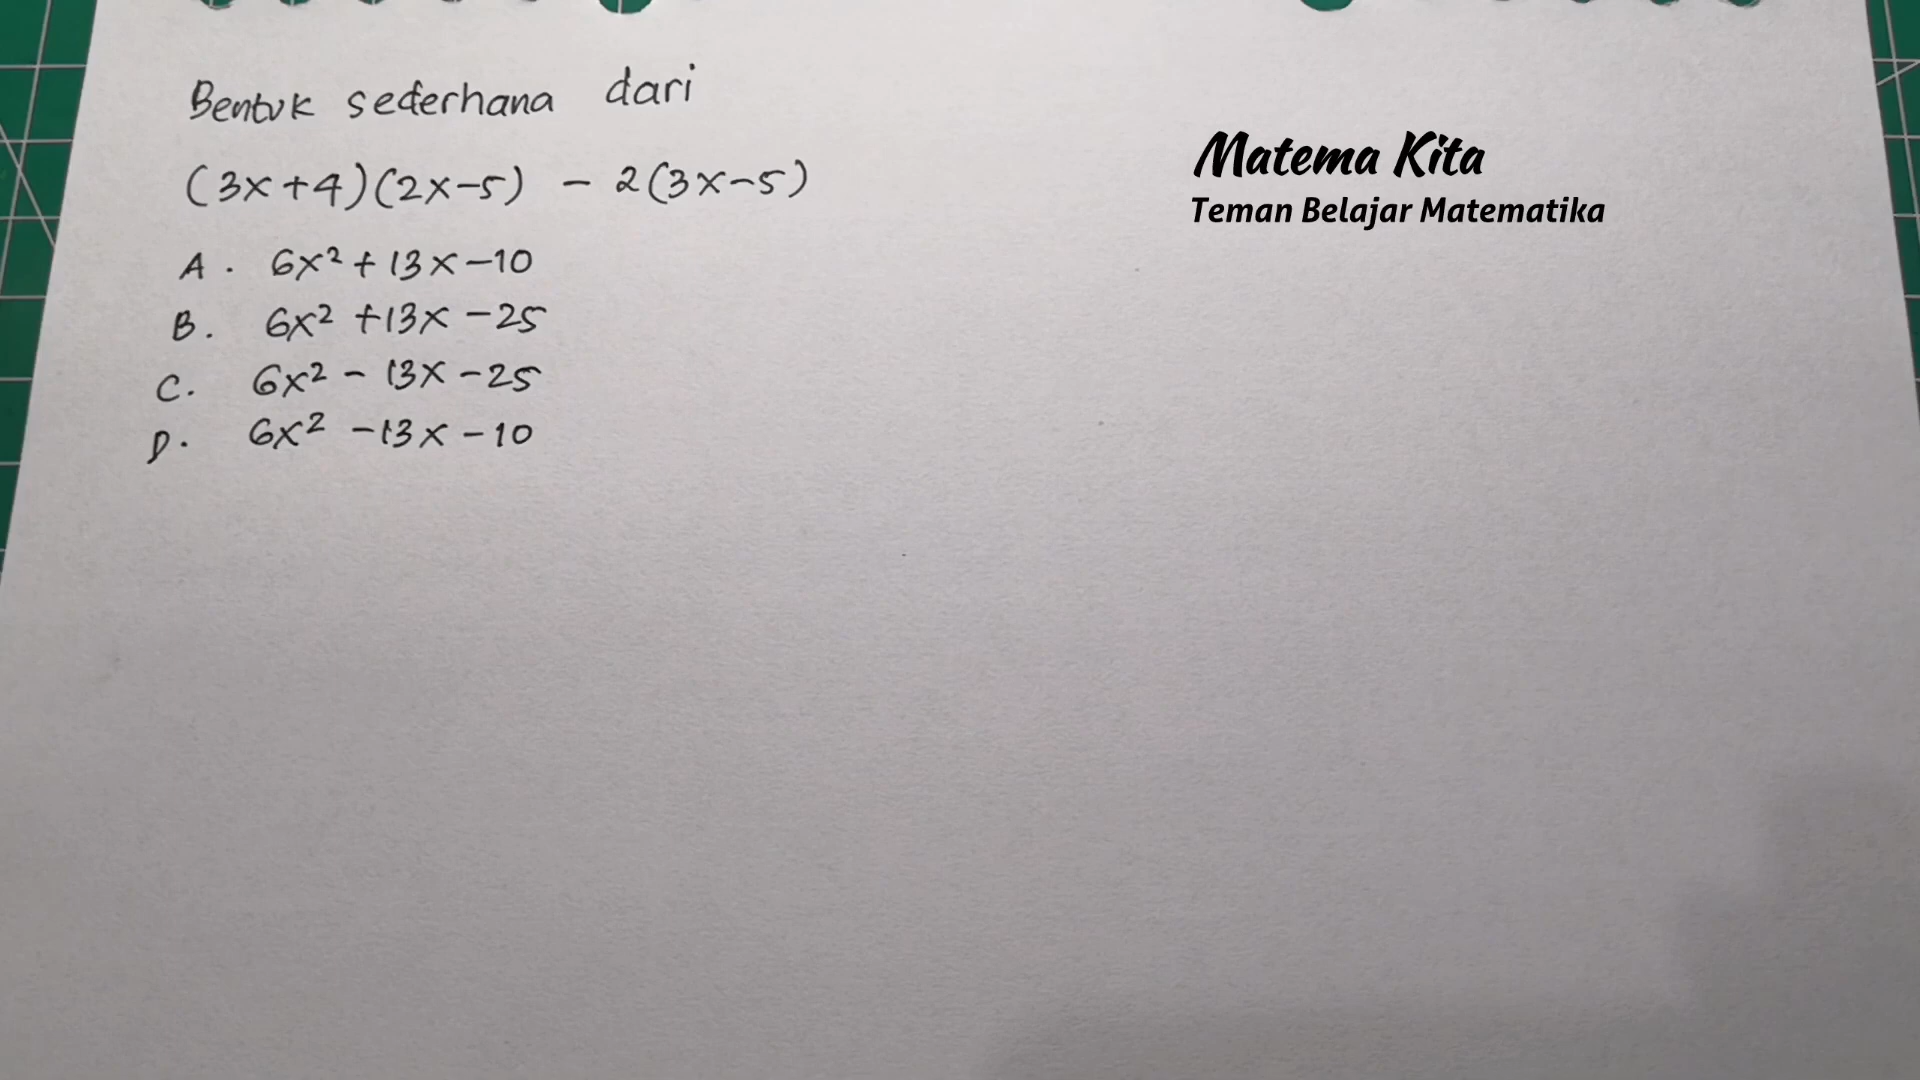 Bentuk sederhana dari
(3x+4)(2x-5) - 2(3x-5)
A. 6x²+13x-10
B. 6x² +13x -25
C. 6x² - 13x -25
D. 6x² -13x -10
Matema Kita
Teman Belajar Matematika